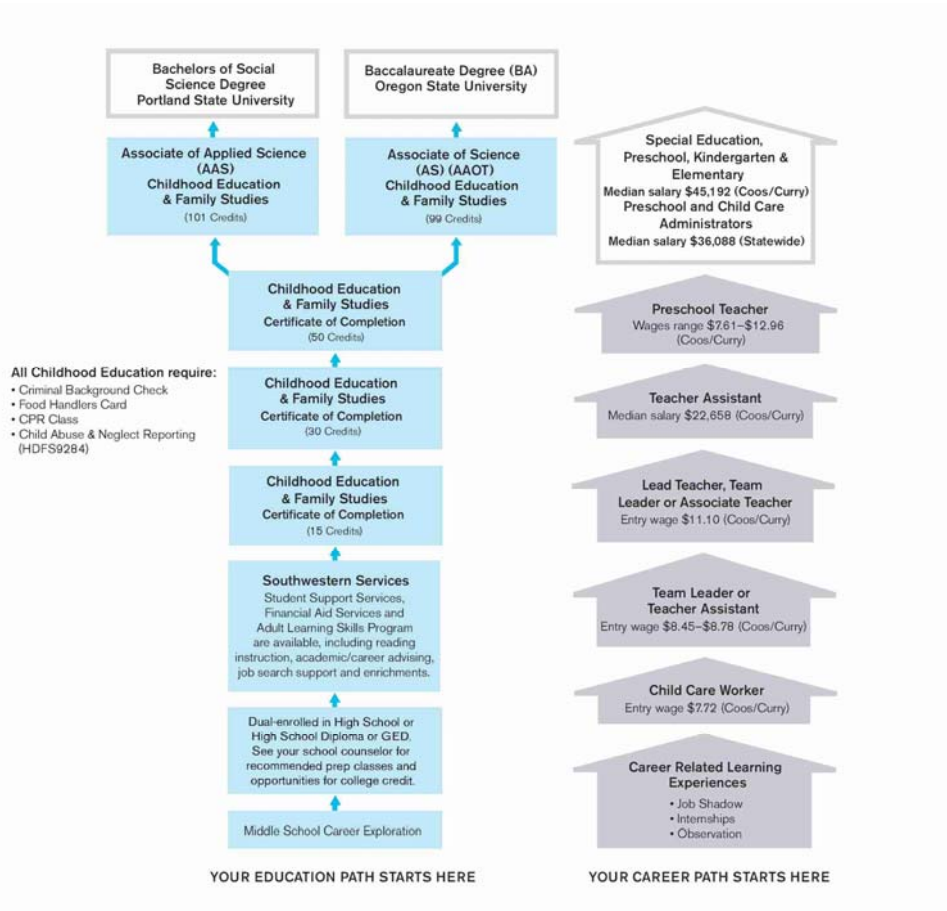 Bachelors of Social
Science Degree
Portland State University
Baccalaureate Degree (BA)
Oregon State University
Associate of Applied Science
(AAS)
Childhood Education
& Family Studies
(101 Credits)
Associate of Science
(AS) (AAOT)
Childhood Education
& Family Studies
(99 Credits)
Childhood Education
& Family Studies
Certificate of Completion
(50 Credits)
All Childhood Education require:
• Criminal Background Check
• Food Handlers Card
• CPR Class
• Child Abuse & Neglect Reporting
(HDFS9284)
Childhood Education
& Family Studies
Certificate of Completion
(30 Credits)
Childhood Education
& Family Studies
Certificate of Completion
(15 Credits)
Southwestern Services
Student Support Services,
Financial Aid Services and
Adult Learning Skills Program
are available, including reading
instruction, academic/career advising,
job search support and enrichments.
Dual-enrolled in High School or
High School Diploma or GED.
See your school counselor for
recommended prep classes and
opportunities for college credit.
Middle School Career Exploration
YOUR EDUCATION PATH STARTS HERE
Special Education,
Preschool, Kindergarten &
Elementary
Median salary $45,192 (Coos/Curry)
Preschool and Child Care
Administrators
Median salary $36,088 (Statewide)
Preschool Teacher
Wages range $7.61–$12.96
(Coos/Curry)
Teacher Assistant
Median salary $22,658 (Coos/Curry)
Lead Teacher, Team
Leader or Associate Teacher
Entry wage $11.10 (Coos/Curry)
Team Leader or
Teacher Assistant
Entry wage $8.45–$8.78 (Coos/Curry)
Child Care Worker
Entry wage $7.72 (Coos/Curry)
Career Related Learning
Experiences
• Job Shadow
• Internships
• Observation
YOUR CAREER PATH STARTS HERE